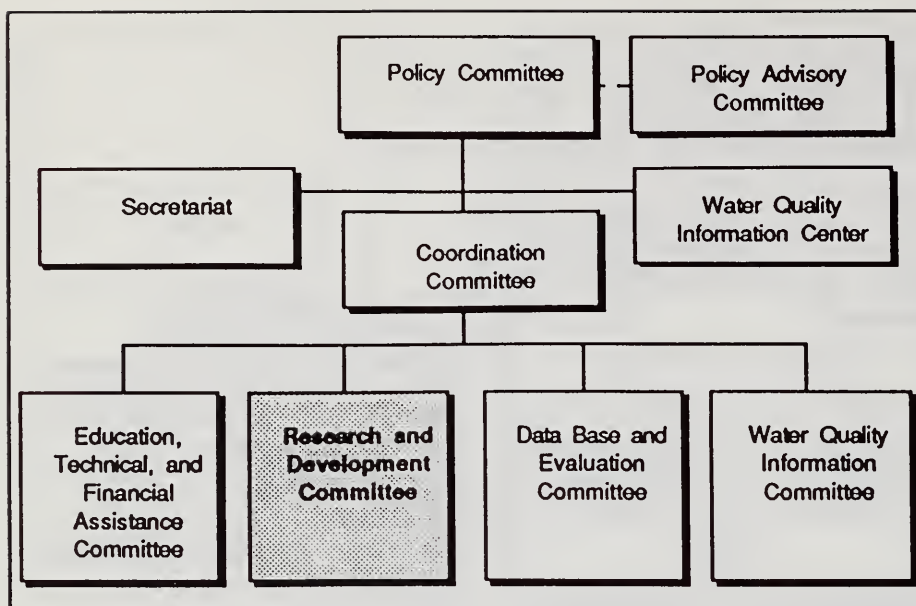 Policy Committee
Policy Advisory
Committee
Secretariat
Water Quality
Information Center
Coordination
Committee
Education,
Technical, and
Financial
Assistance
Committee
Research and
Development
Committee
Data Base and
Evaluation
Committee
Water Quality
Information
Committee